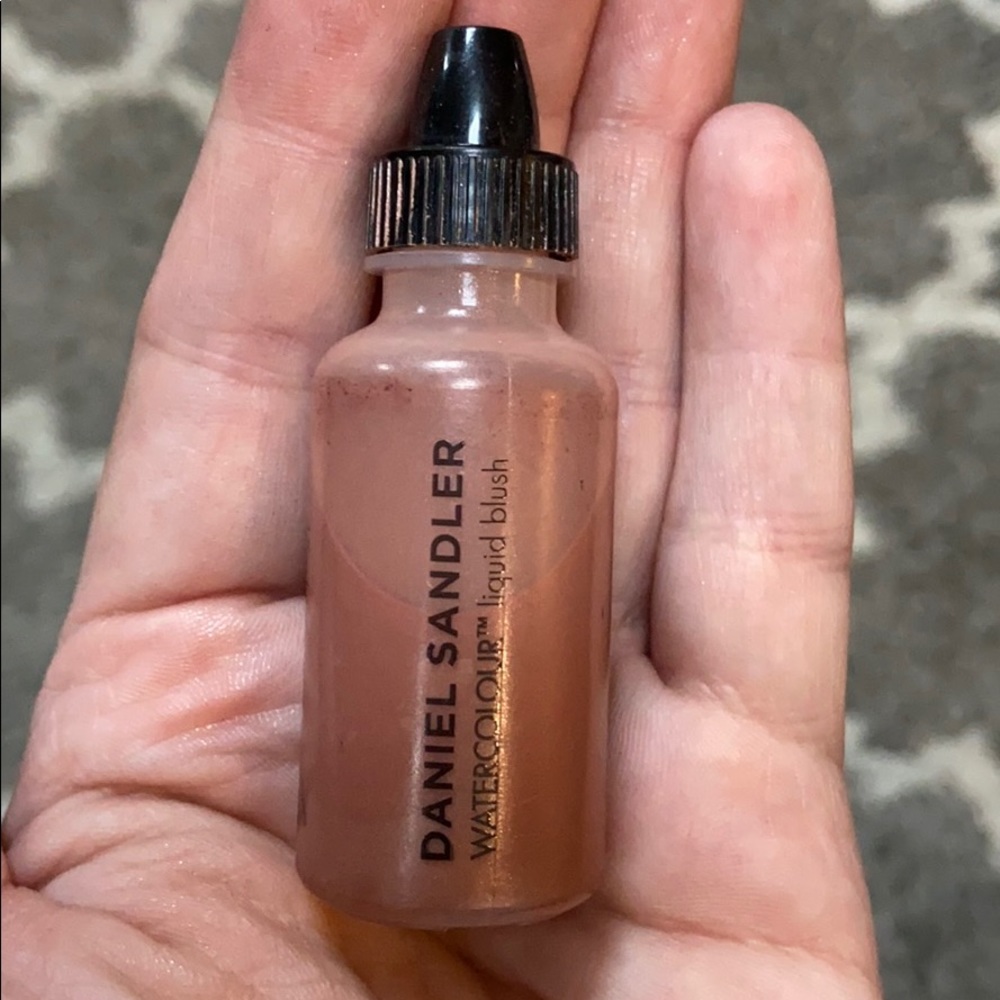 DANIEL SANDLER
WATERCOLOUR™ liquid blush